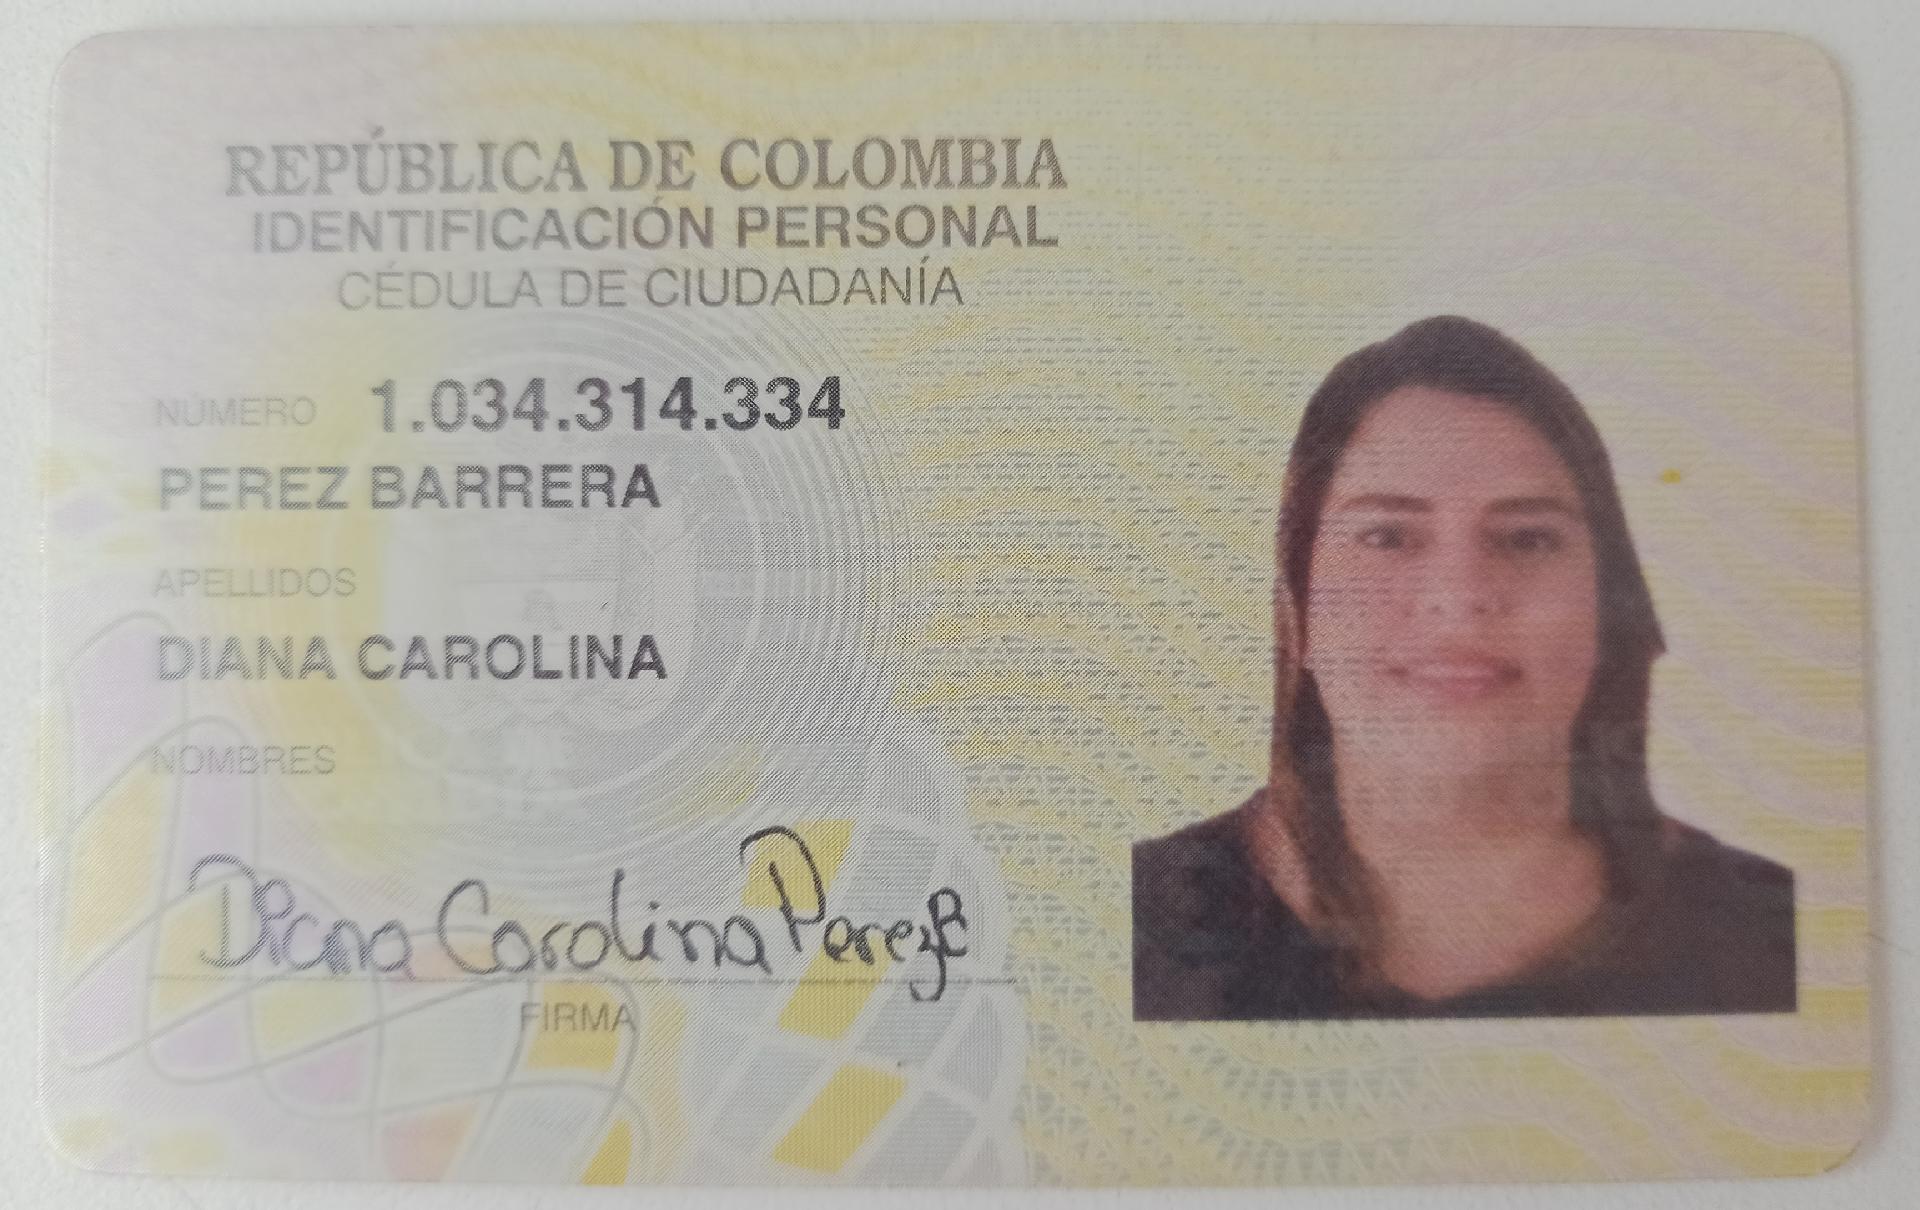 REPÚBLICA DE COLOMBIA
IDENTIFICACIÓN PERSONAL
CÉDULA DE CIUDADANÍA
NÚMERO 1.034.314.334
PEREZ BARRERA
APELLIDOS
DIANA CAROLINA
NOMBRES
Diana Carolina Perez B
FIRMA